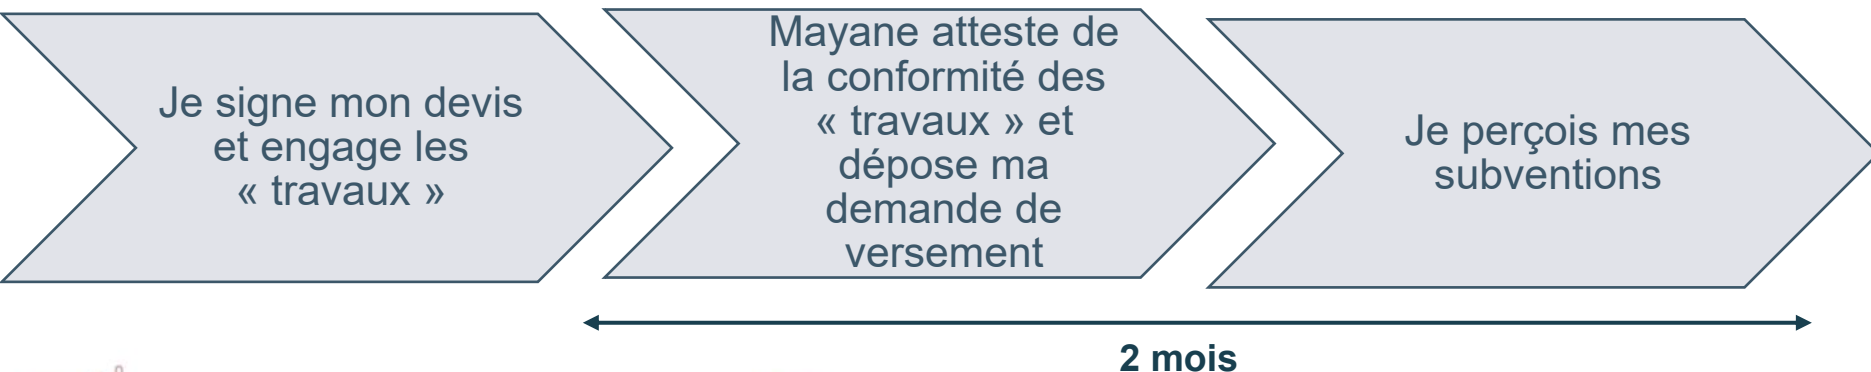 Je signe mon devis
et engage les
« travaux »
Mayane atteste de
la conformité des
« travaux » et
dépose ma
demande de
versement
Je perçois mes
subventions
2 mois